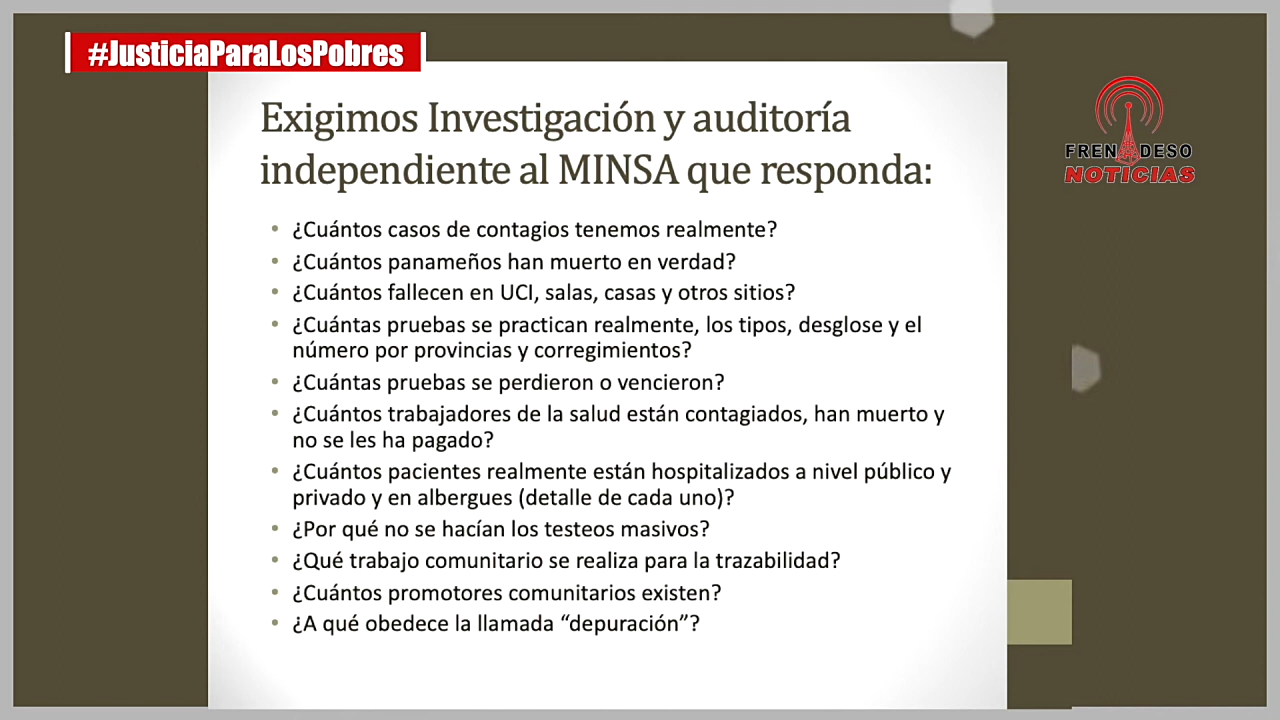 #JusticiaParaLosPobres
Exigimos Investigación y auditoría
independiente al MINSA que responda:
FRENADESO
NOTICIAS
• ¿Cuántos casos de contagios tenemos realmente?
• ¿Cuántos panameños han muerto en verdad?
• ¿Cuántos fallecen en UCI, salas, casas y otros sitios?
• ¿Cuántas pruebas se practican realmente, los tipos, desglose y el
número por provincias y corregimientos?
• ¿Cuántas pruebas se perdieron o vencieron?
• ¿Cuántos trabajadores de la salud están contagiados, han muerto y
no se les ha pagado?
• ¿Cuántos pacientes realmente están hospitalizados a nivel público y
privado y en albergues (detalle de cada uno)?
• ¿Por qué no se hacían los testeos masivos?
• ¿Qué trabajo comunitario se realiza para la trazabilidad?
• ¿Cuántos promotores comunitarios existen?
• ¿A qué obedece la llamada “depuración”?